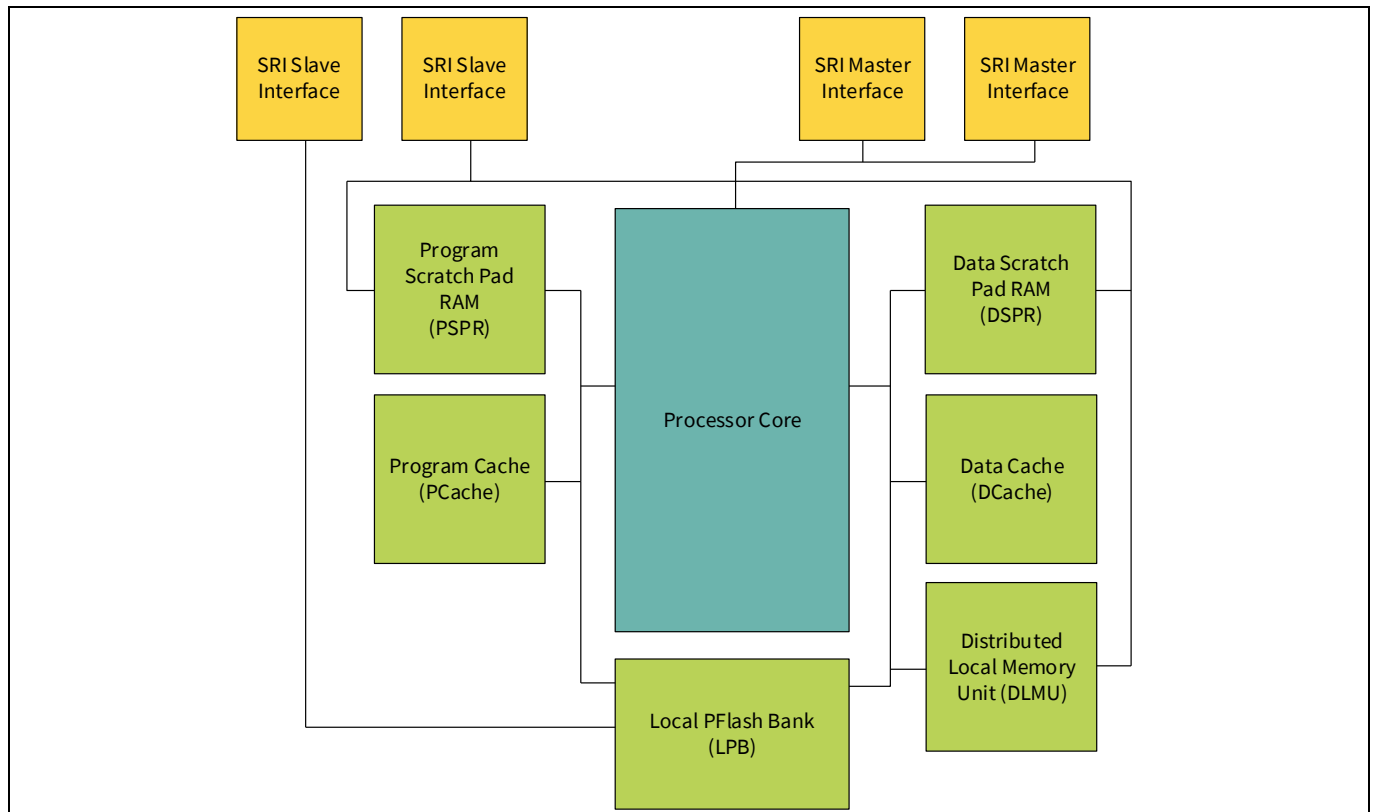 SRI Slave
Interface
SRI Slave
Interface
SRI Master
Interface
SRI Master
Interface
Program
Scratch Pad
RAM
(PSPR)
Data Scratch
Pad RAM
(DSPR)
Processor Core
Program Cache
(PCache)
Data Cache
(DCache)
Distributed
Local Memory
Unit (DLMU)
Local PFlash Bank
(LPB)